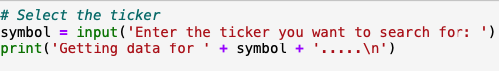 # Select the ticker
symbol = input('Enter the ticker you want to search for: ')
print('Getting data for ' + symbol + '.....\n')